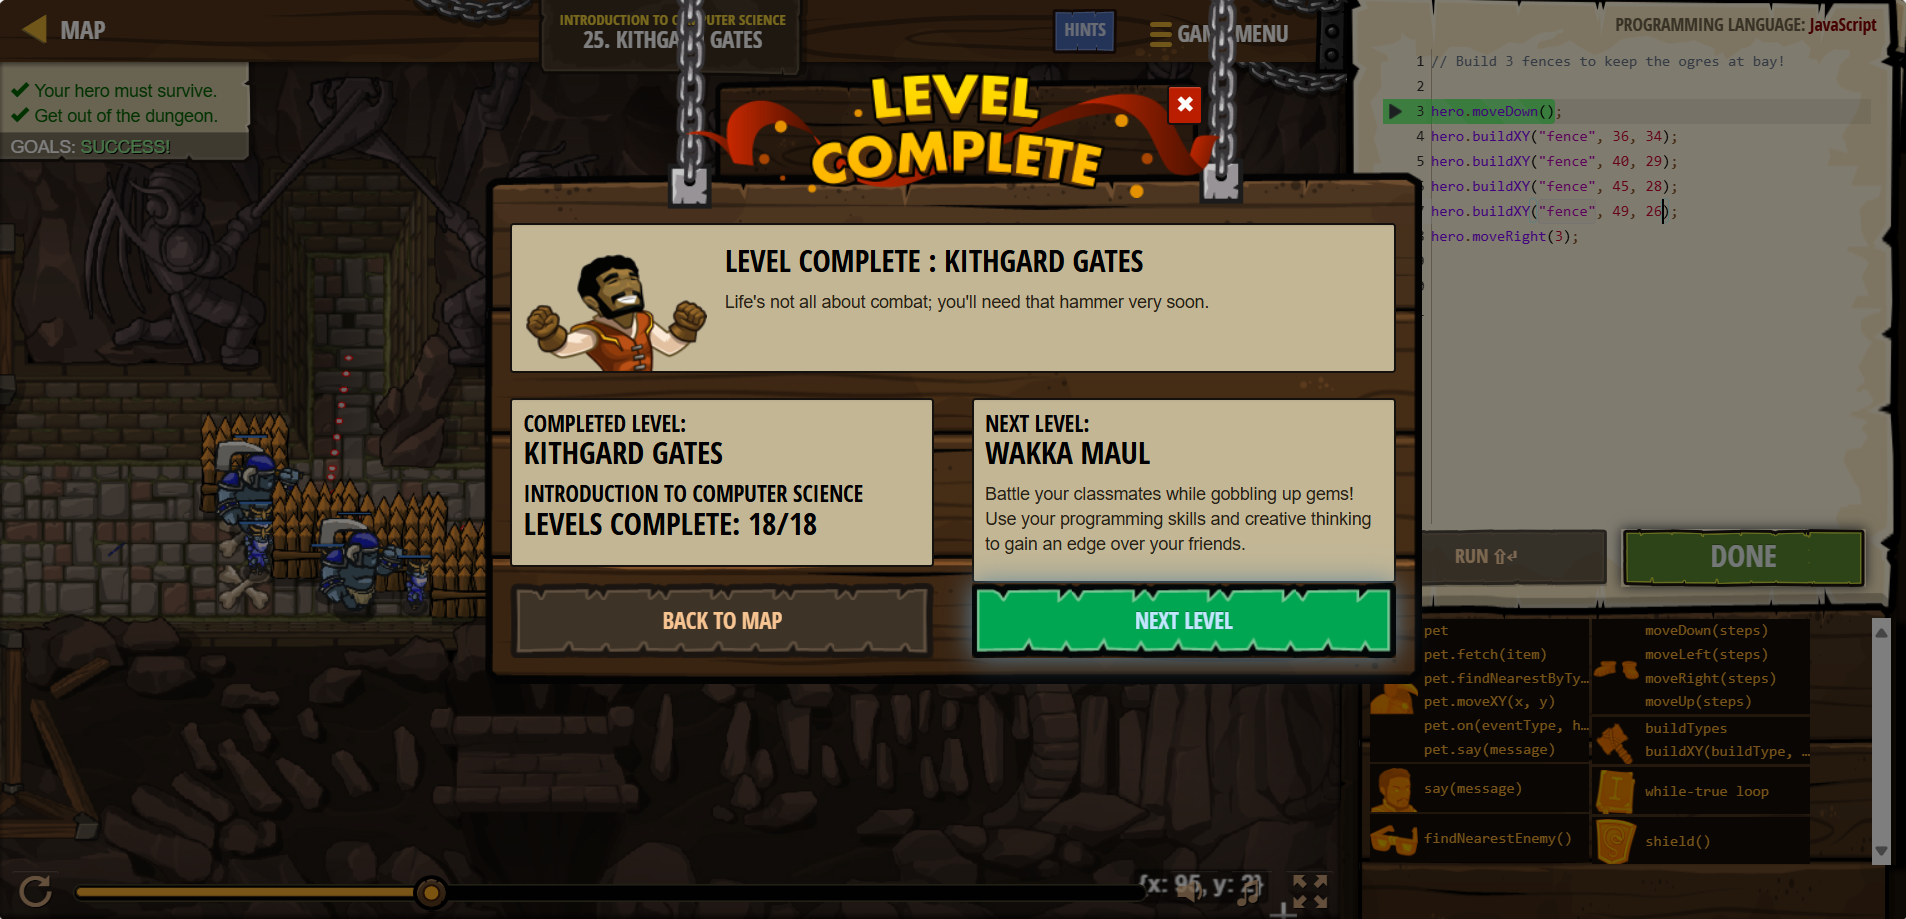 MAP
INTRODUCTION TO COMPUTER SCIENCE
25. KITHGARD GATES
HINTS
GAME MENU
PROGRAMMING LANGUAGE: JavaScript
Your hero must survive.
Get out of the dungeon.
GOALS: SUCCESS!
LEVEL
COMPLETE
LEVEL COMPLETE : KITHGARD GATES
Life's not all about combat; you'll need that hammer very soon.
COMPLETED LEVEL:
KITHGARD GATES
INTRODUCTION TO COMPUTER SCIENCE
LEVELS COMPLETE: 18/18
NEXT LEVEL:
WAKKA MAUL
Battle your classmates while gobbling up gems!
Use your programming skills and creative thinking
to gain an edge over your friends.
BACK TO MAP
NEXT LEVEL
1 // Build 3 fences to keep the ogres at bay!
2
3 hero.moveDown();
4 hero.buildXY("fence", 36, 34);
5 hero.buildXY("fence", 40, 29);
hero.buildXY("fence", 45, 28);
hero.buildXY("fence", 49, 26);
hero.moveRight(3);
RUN ⇧↵
DONE
pet
pet.fetch(item)
pet.findNearestByTy…
pet.moveXY(x, y)
pet.on(eventType, h…
pet.say(message)
say(message)
findNearestEnemy()
moveDown(steps)
moveLeft(steps)
moveRight(steps)
moveUp(steps)
buildTypes
buildXY(buildType, …
while-true loop
shield()
{x: 95, y: 2}